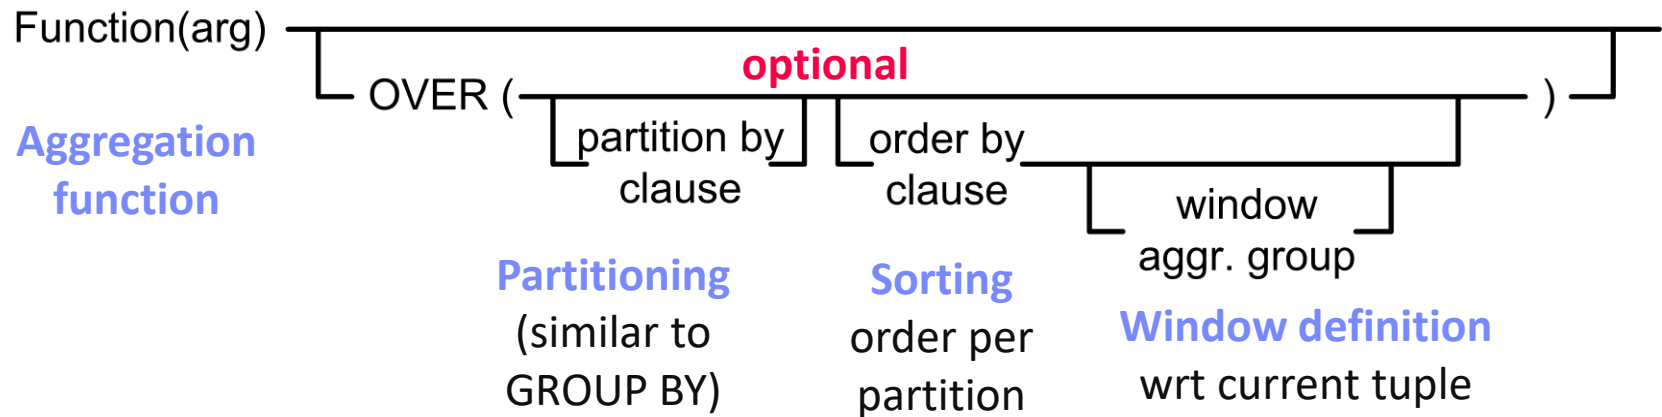 Function(arg)
optional
OVER (
)
Aggregation
function
partition by
clause
order by
clause
window
aggr. group
Partitioning
(similar to
GROUP BY)
Sorting
order per
partition
Window definition
wrt current tuple